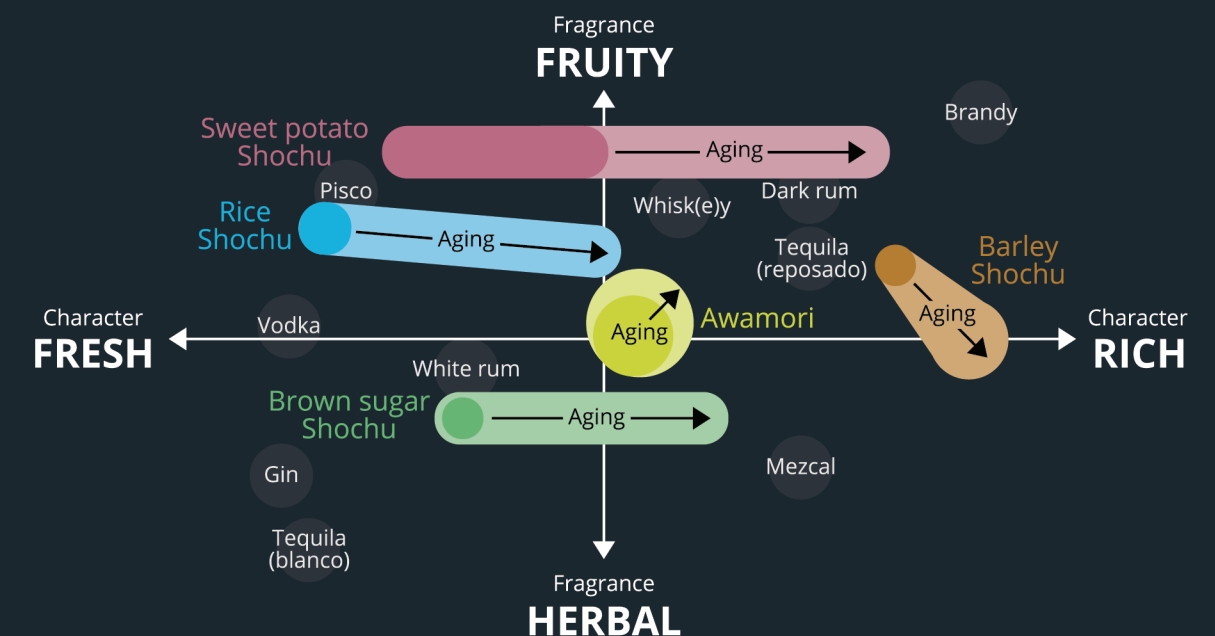 Fragrance
FRUITY
Brandy
Sweet potato
Shochu
Aging
Pisco
Whisk(e)y
Dark rum
Rice
Shochu
Aging
Tequila
(reposado)
Barley
Shochu
Aging
Character
FRESH
Vodka
Aging
Awamori
Character
RICH
White rum
Brown sugar
Shochu
Aging
Gin
Mezcal
Tequila
(blanco)
Fragrance
HERBAL